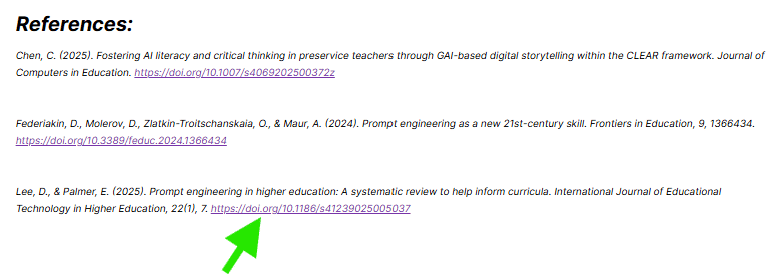 References:
Chen, C. (2025). Fostering AI literacy and critical thinking in preservice teachers through GAI-based digital storytelling within the CLEAR framework. Journal of
Computers in Education. https://doi.org/10.1007/s406920250​0372z
Federiakin, D., Molerov, D., Zlatkin-Troitschanskaia, O., & Maur, A. (2024). Prompt engineering as a new 21st-century skill. Frontiers in Education, 9, 1366434.
https://doi.org/10.3389/feduc.2024.1366434
Lee, D., & Palmer, E. (2025). Prompt engineering in higher education: A systematic review to help inform curricula. International Journal of Educational
Technology in Higher Education, 22(1), 7. https://doi.org/10.1186/s41239025005037